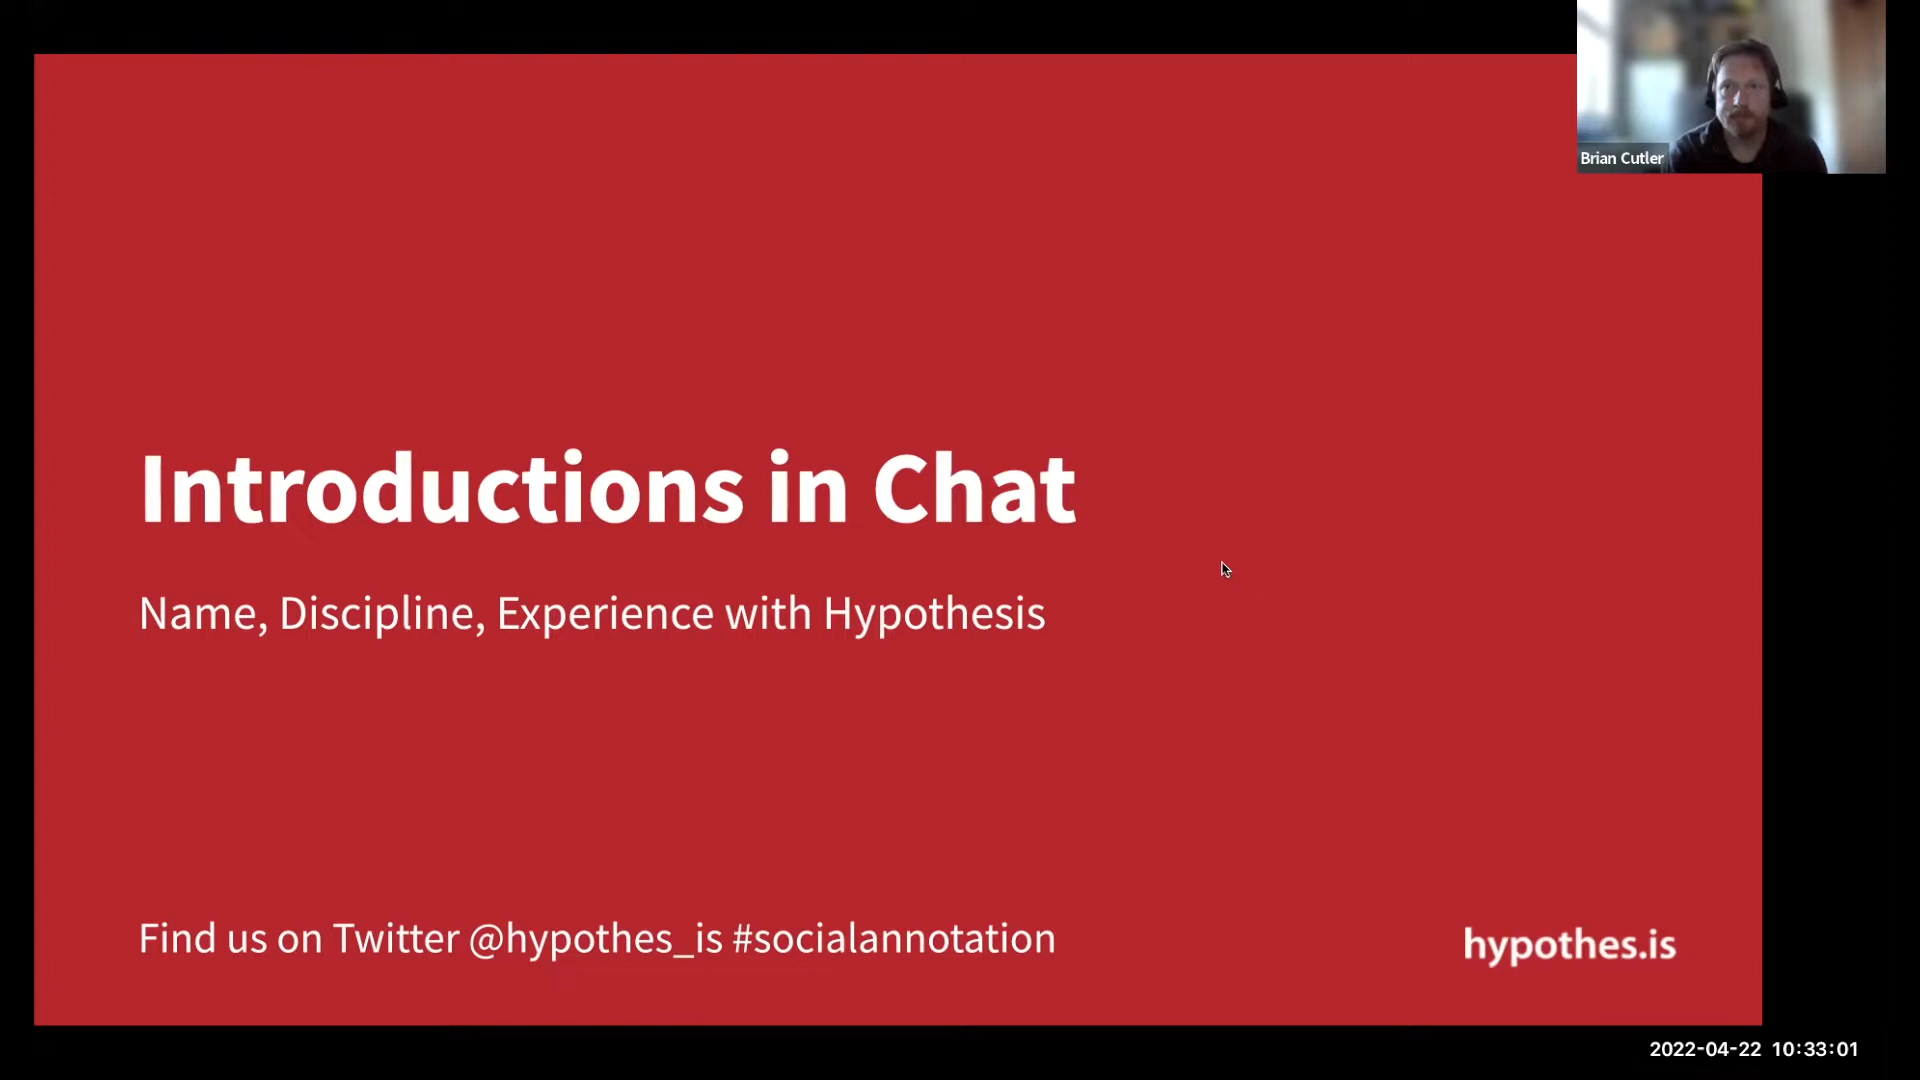 Brian Cutler
Introductions in Chat
Name, Discipline, Experience with Hypothesis
Find us on Twitter @hypothes_is #socialannotation
hypothes.is
2022-04-22 10:33:01